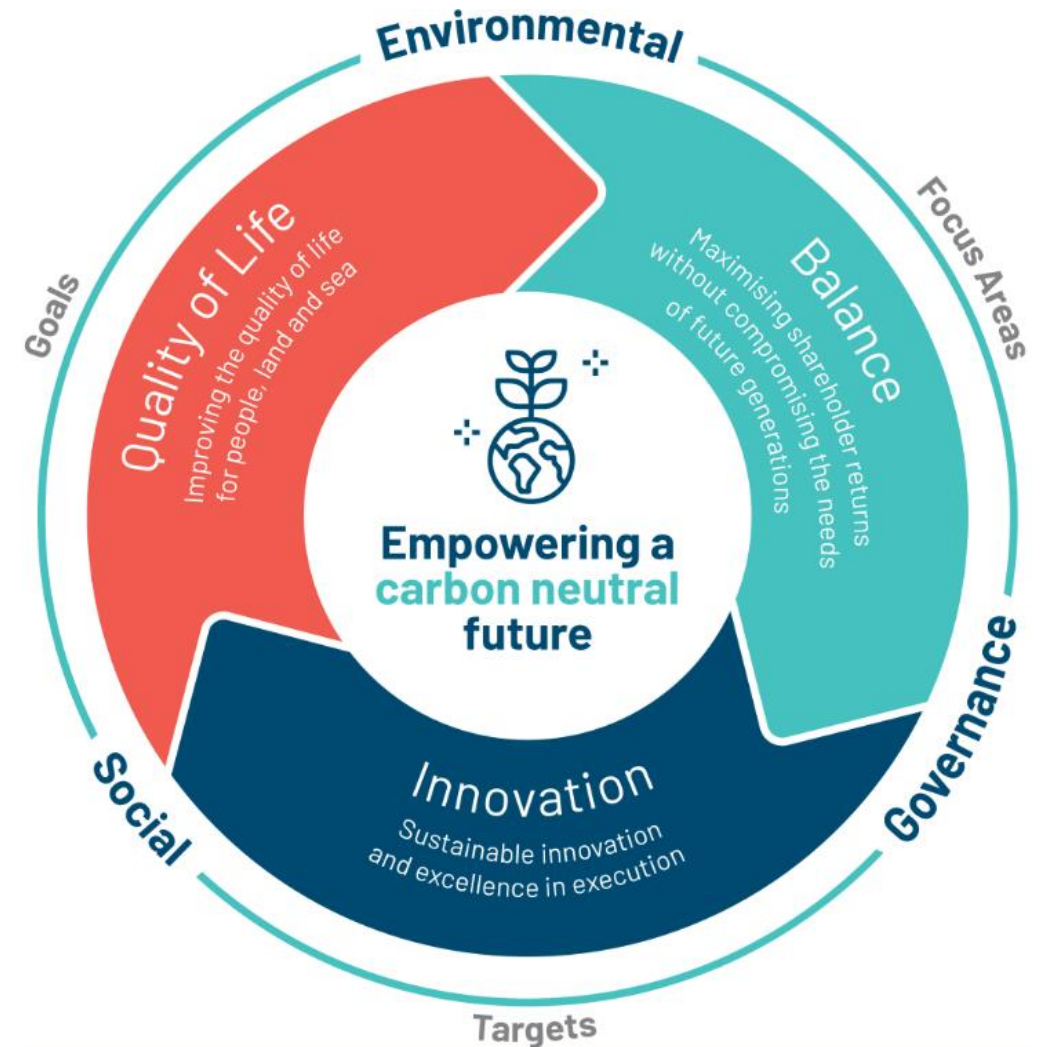 Environmental
Focus Areas
Governance
Targets
Social
Goals
Quality of Life
Improving the quality of life
for people, land and sea
Balance
Maximising shareholder returns
without compromising the needs
of future generations
Innovation
Sustainable innovation
and excellence in execution
Empowering a
carbon neutral
future